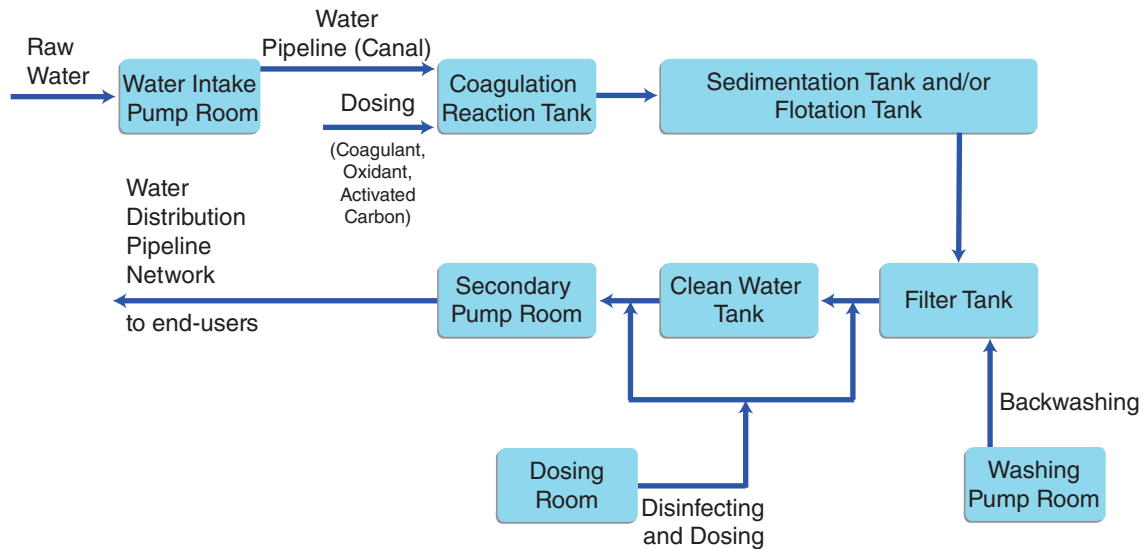 Raw
Water
Water Intake
Pump Room
Water
Pipeline (Canal)
Dosing
(Coagulant,
Oxidant,
Activated
Carbon)
Coagulation
Reaction Tank
Sedimentation Tank and/or
Flotation Tank
Water
Distribution
Pipeline
Network
to end-users
Secondary
Pump Room
Clean Water
Tank
Filter Tank
Backwashing
Dosing
Room
Disinfecting
and Dosing
Washing
Pump Room